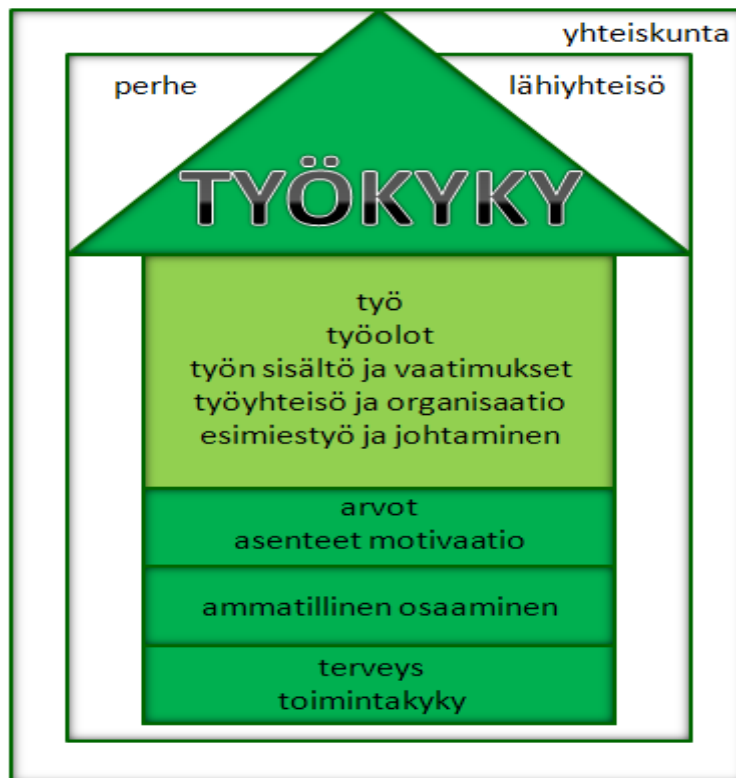 yhteiskunta
perhe
lähiyhteisö
TYÖKYKY
työ
työolot
työn sisältö ja vaatimukset
työyhteisö ja organisaatio
esimiestyö ja johtaminen
arvot
asenteet motivaatio
ammatillinen osaaminen
terveys
toimintakyky